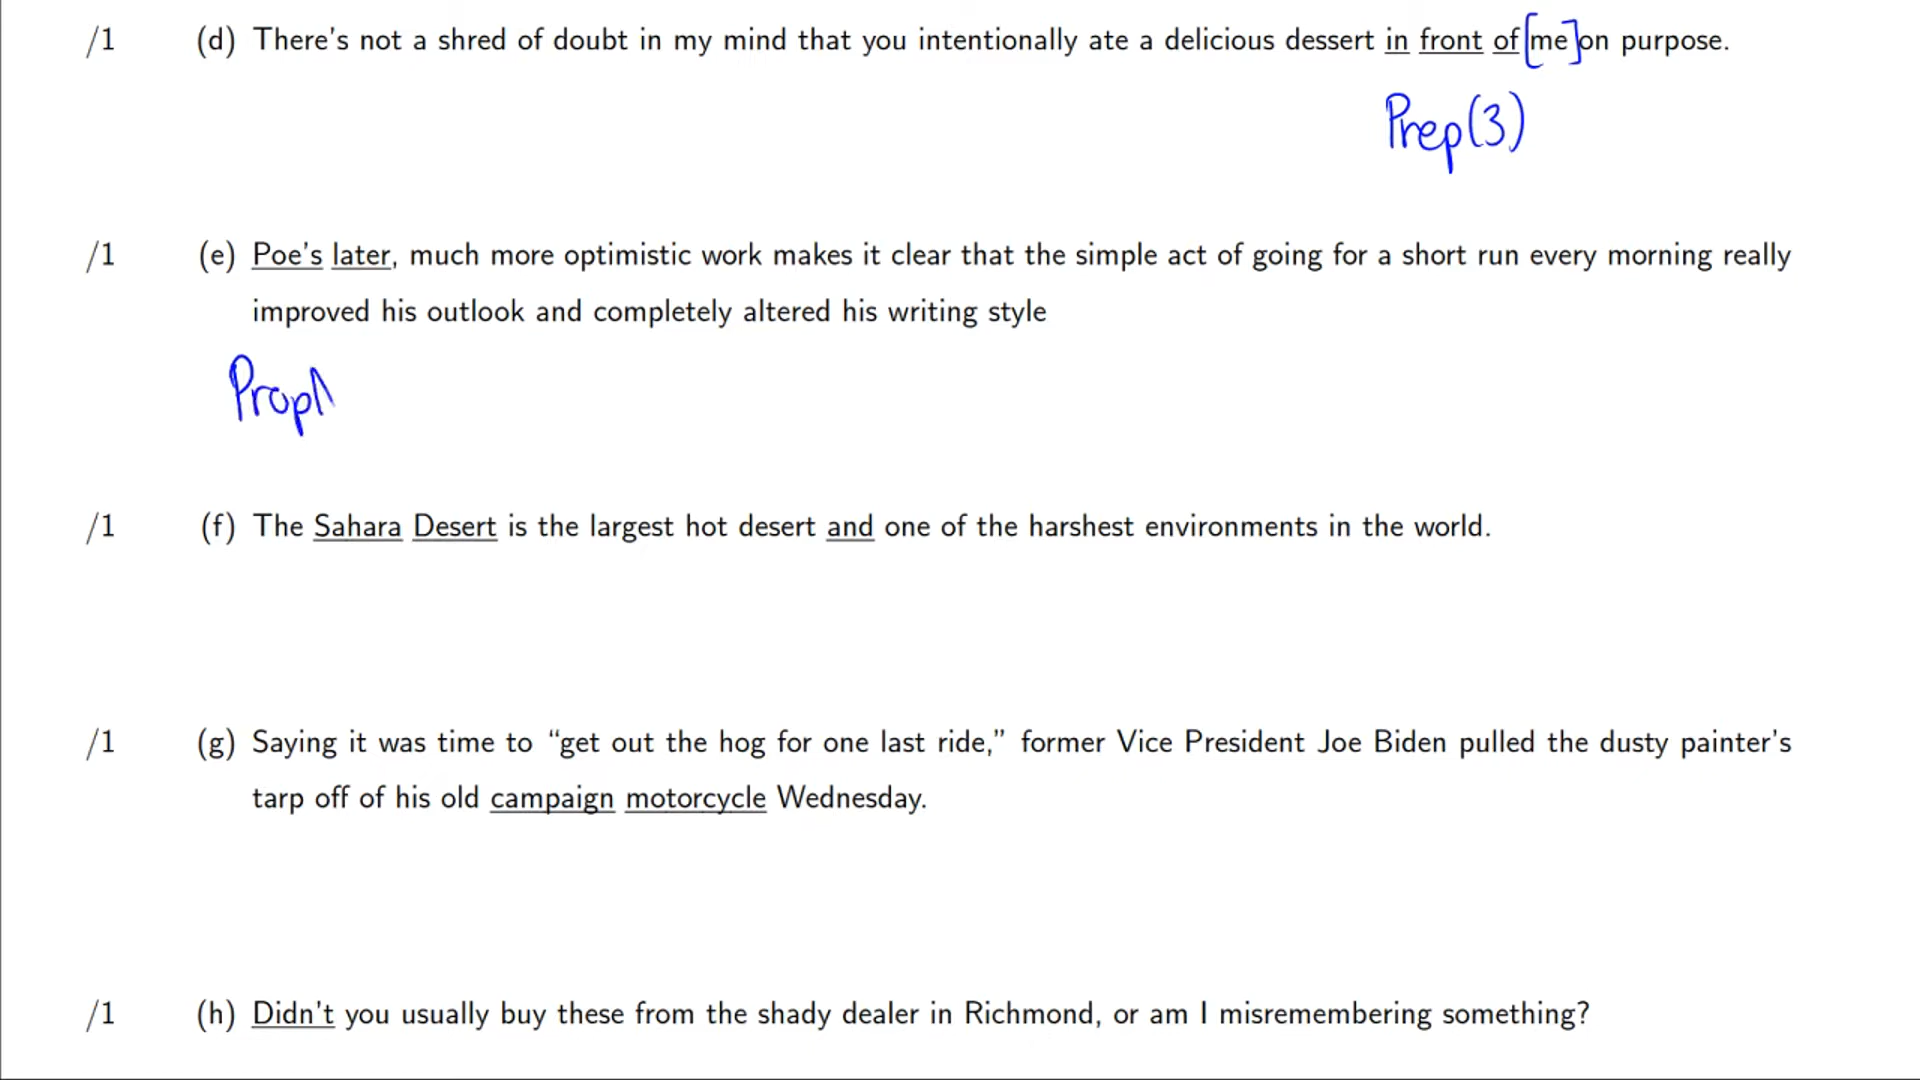 /1 (d) There's not a shred of doubt in my mind that you intentionally ate a delicious dessert in front of [me] on purpose.
Prep(3)
/1 (e) Poe's later, much more optimistic work makes it clear that the simple act of going for a short run every morning really
improved his outlook and completely altered his writing style
PropN
/1 (f) The Sahara Desert is the largest hot desert and one of the harshest environments in the world.
/1 (g) Saying it was time to “get out the hog for one last ride,” former Vice President Joe Biden pulled the dusty painter's
tarp off of his old campaign motorcycle Wednesday.
/1 (h) Didn't you usually buy these from the shady dealer in Richmond, or am I misremembering something?